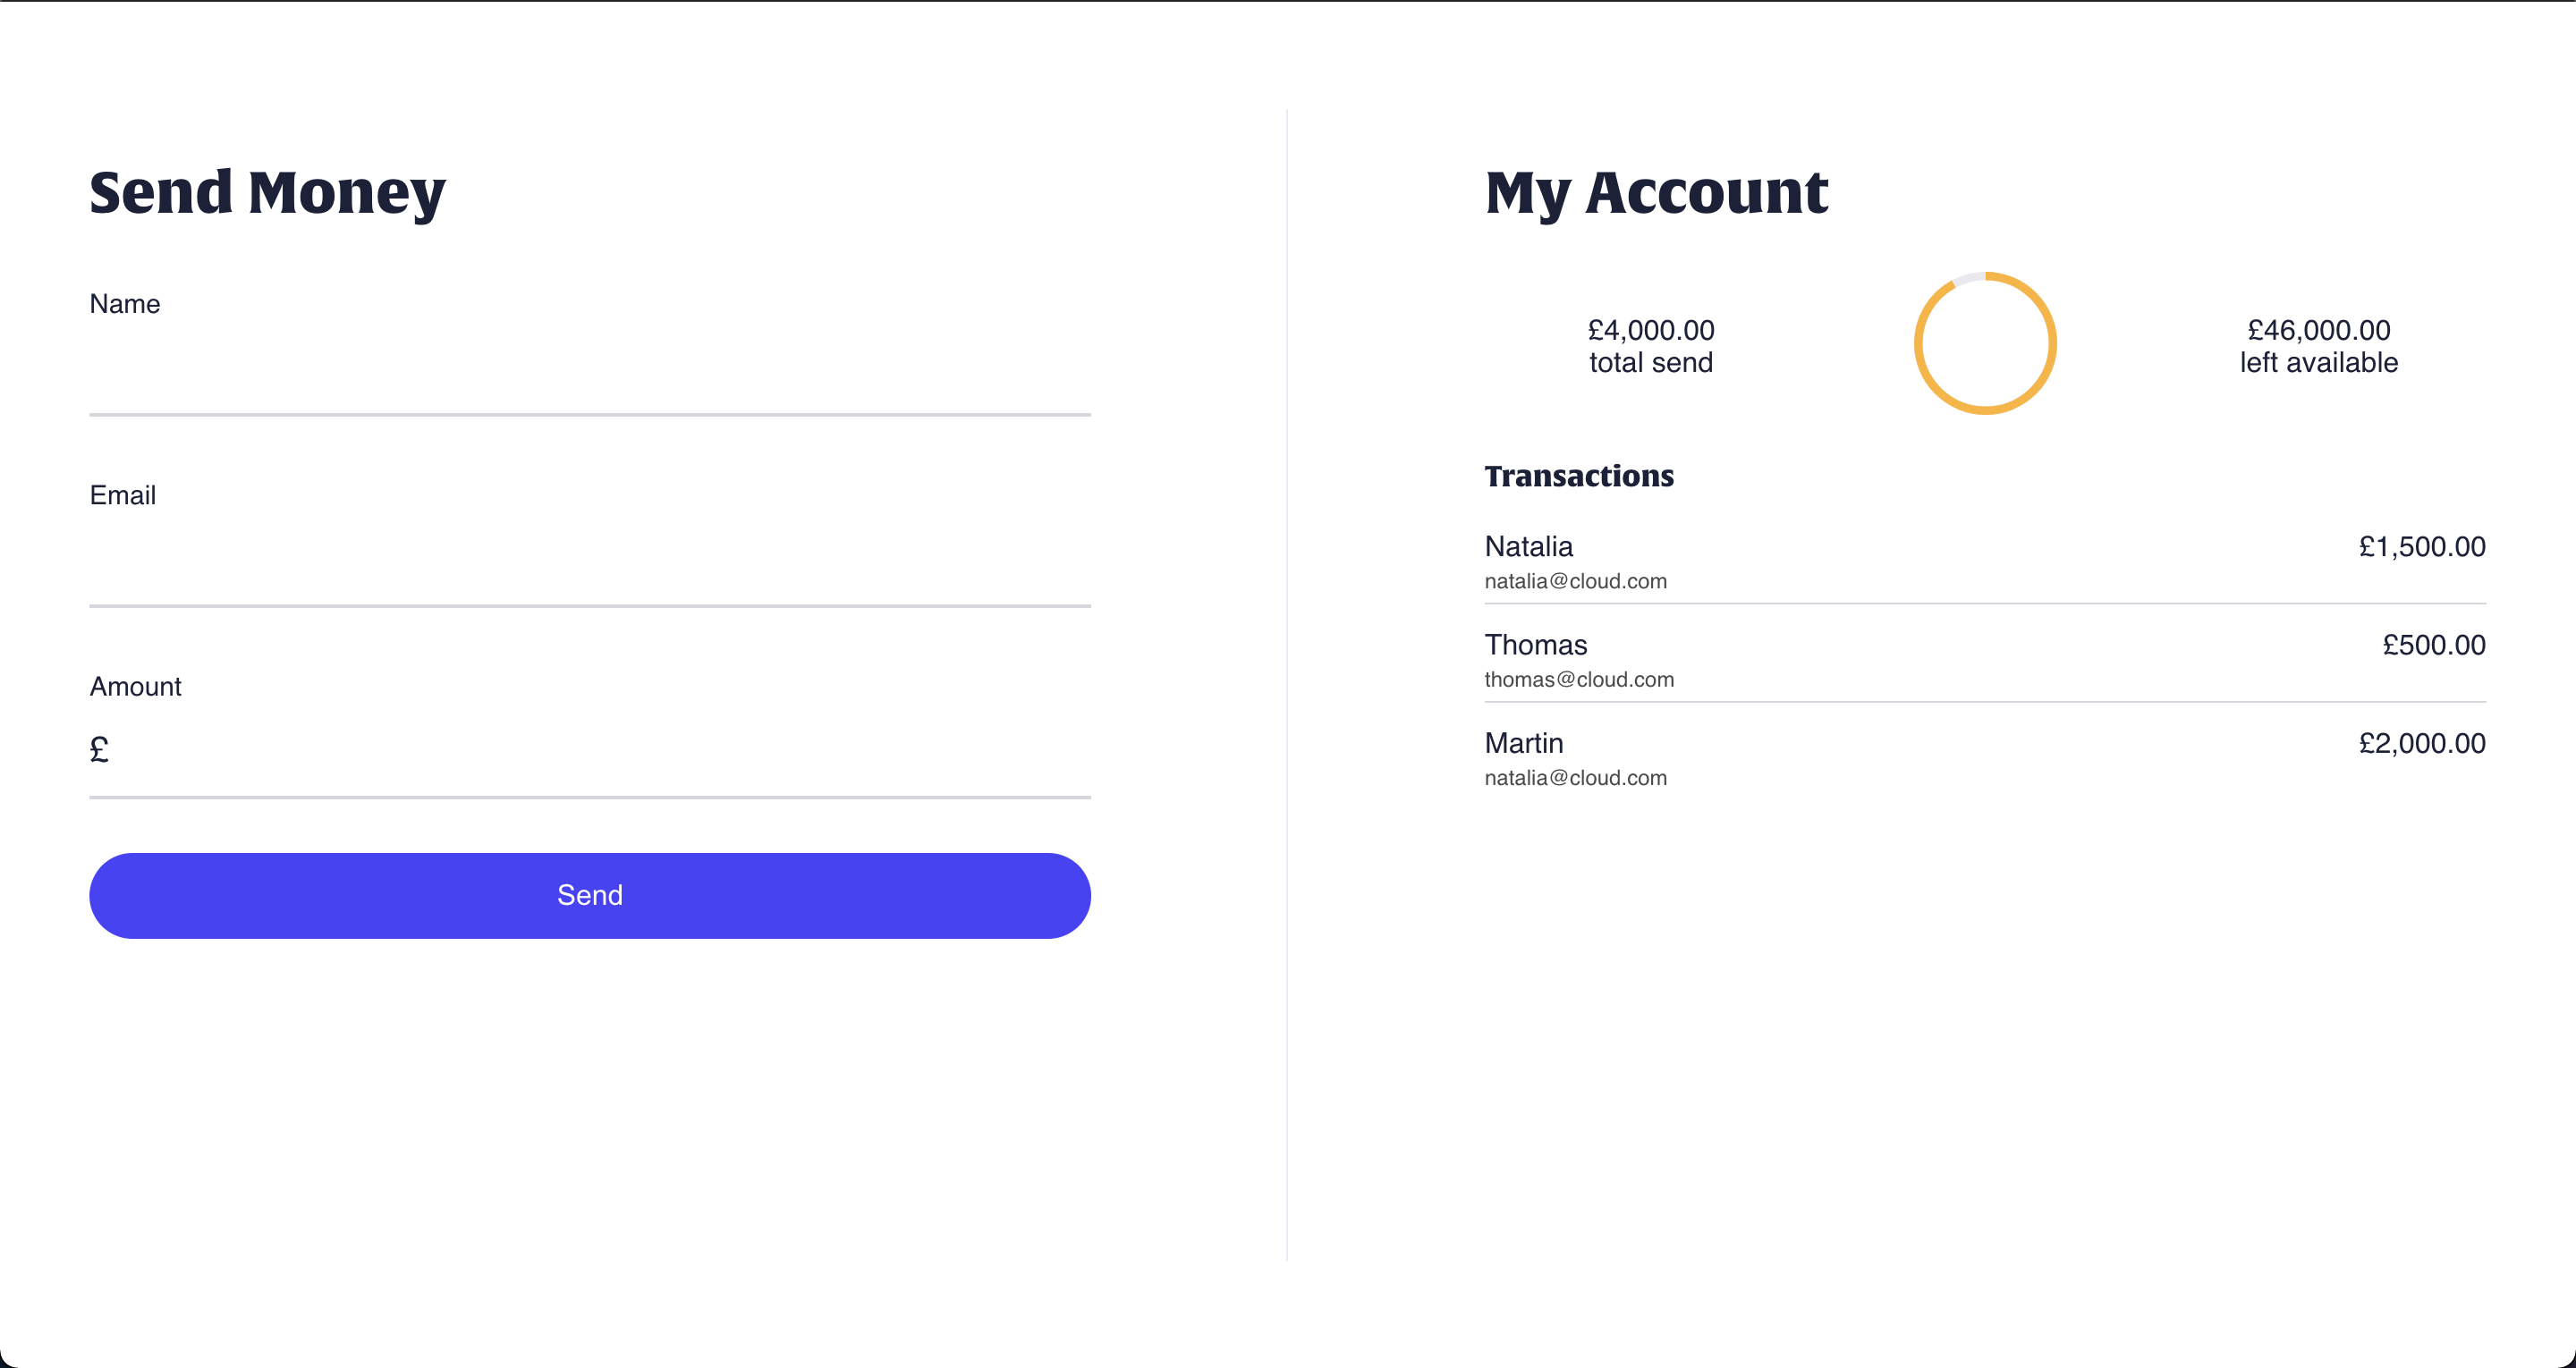 Send Money
Name
Email
Amount
£
Send
My Account
£4,000.00
total send
£46,000.00
left available
Transactions
Natalia £1,500.00
natalia@cloud.com
Thomas £500.00
thomas@cloud.com
Martin £2,000.00
natalia@cloud.com